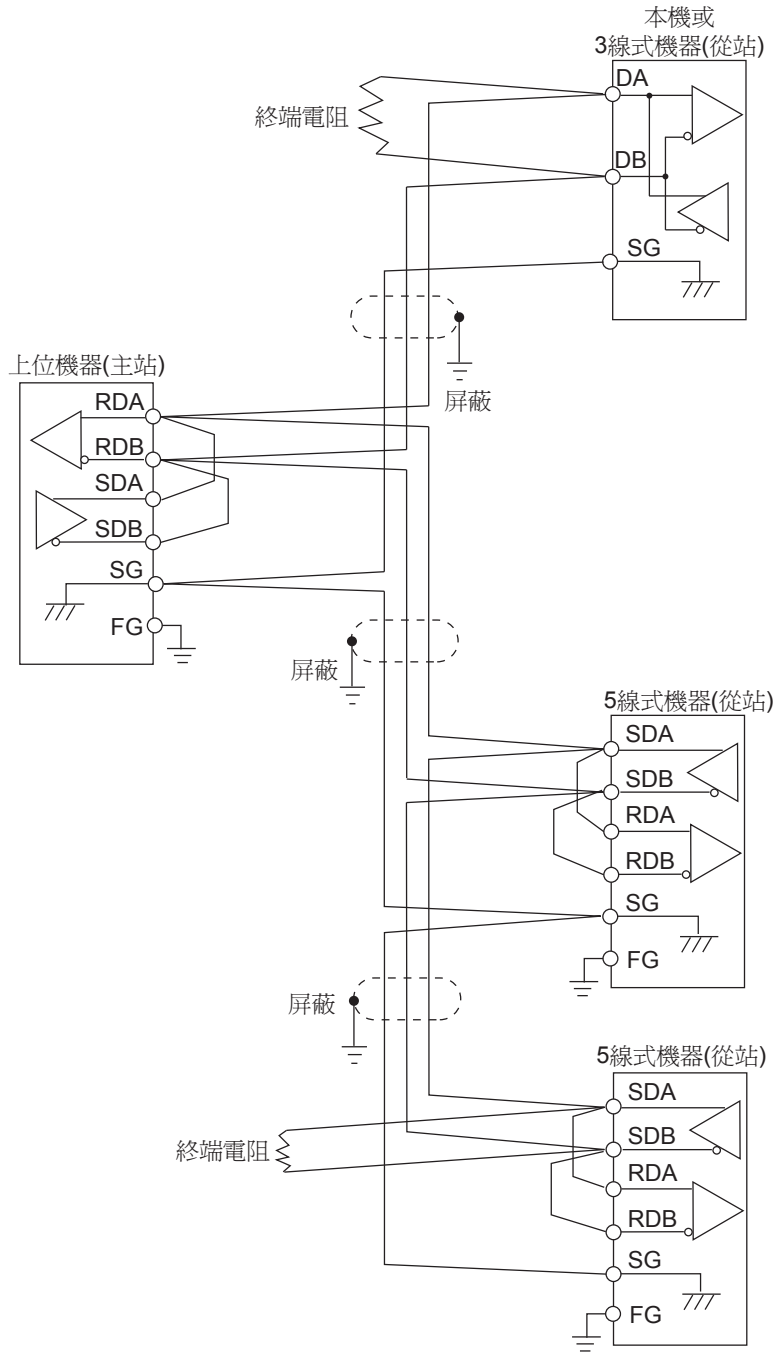 本機或
3線式機器(從站)
DA
終端電阻
DB
SG
屏蔽
上位機器(主站)
RDA
RDB
SDA
SDB
SG
FG
屏蔽
5線式機器(從站)
SDA
SDB
RDA
RDB
SG
FG
屏蔽
5線式機器(從站)
SDA
SDB
終端電阻
RDA
RDB
SG
FG